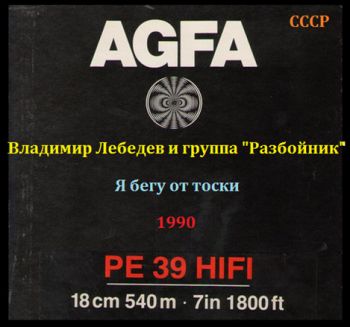 СССР
AGFA
Владимир Лебедев и группа "Разбойник"
Я бегу от тоски
1990
PE 39 HIFI
18 cm 540 m · 7in 1800 ft